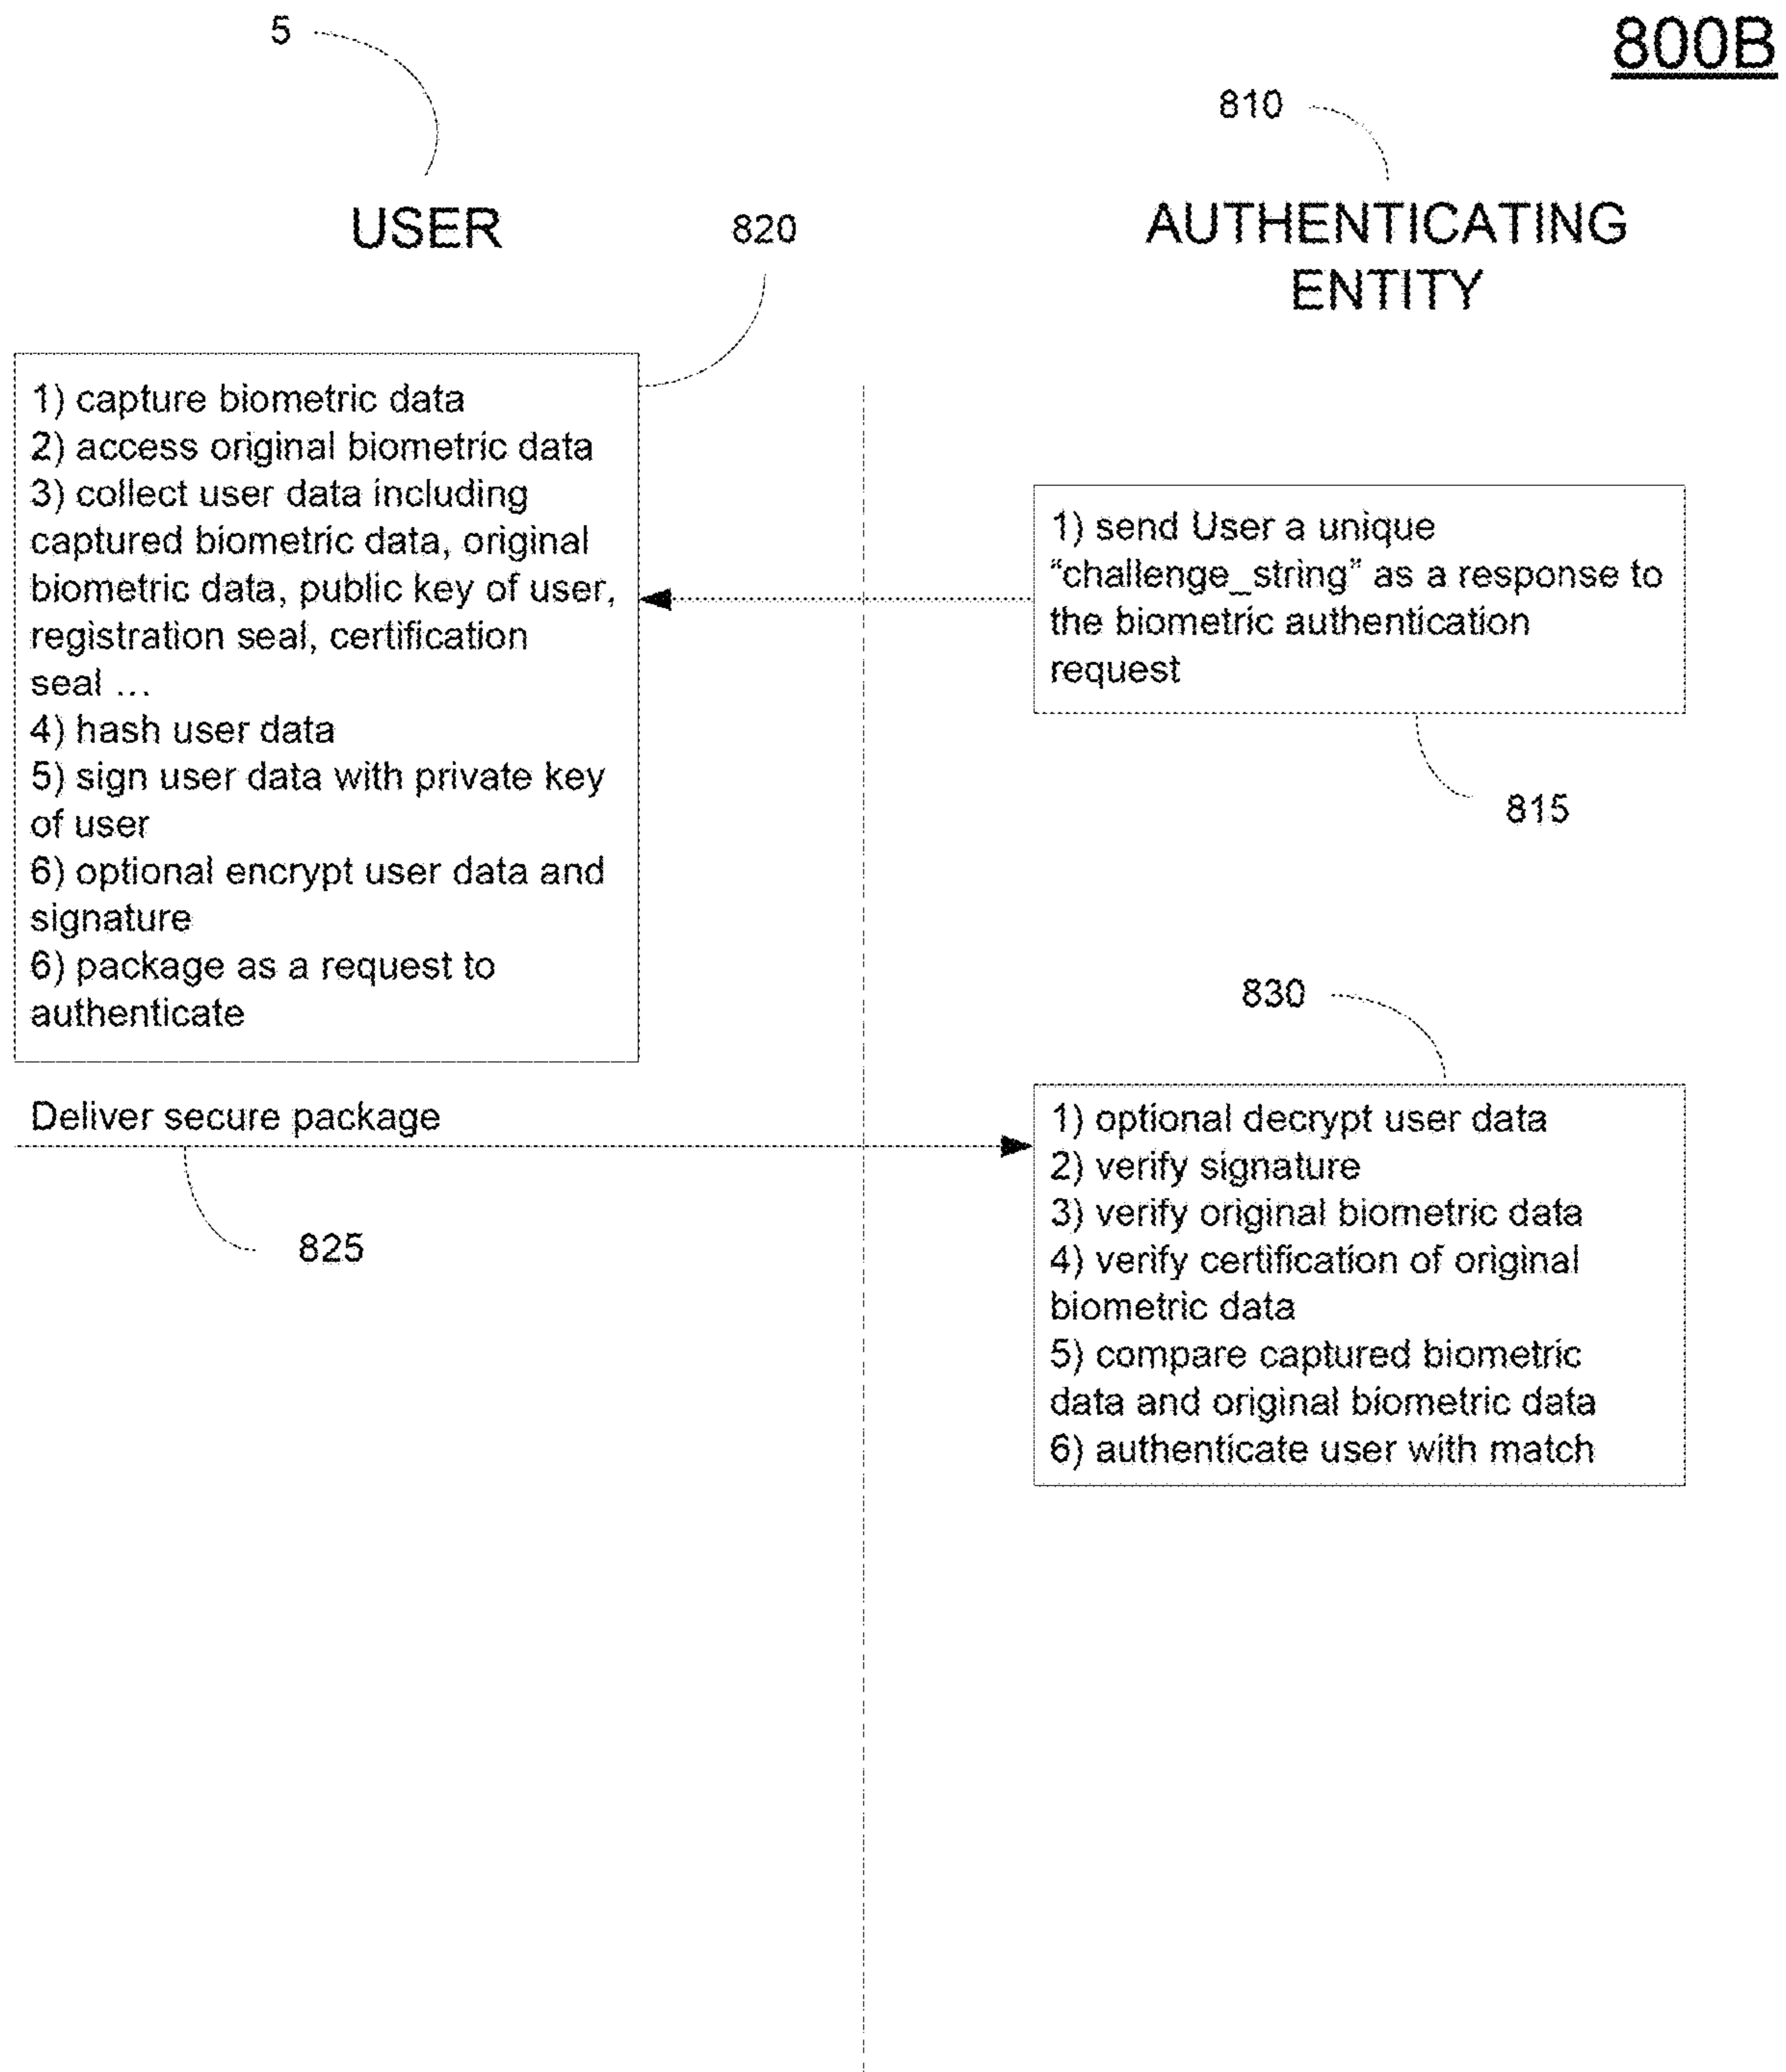 800B
5
810
USER
820
AUTHENTICATING
ENTITY
1) capture biometric data
2) access original biometric data
3) collect user data including
captured biometric data, original
biometric data, public key of user,
registration seal, certification
seal ...
4) hash user data
5) sign user data with private key
of user
6) optional encrypt user data and
signature
6) package as a request to
authenticate
1) send User a unique
“challenge_string” as a response to
the biometric authentication
request
815
830
Deliver secure package
825
1) optional decrypt user data
2) verify signature
3) verify original biometric data
4) verify certification of original
biometric data
5) compare captured biometric
data and original biometric data
6) authenticate user with match